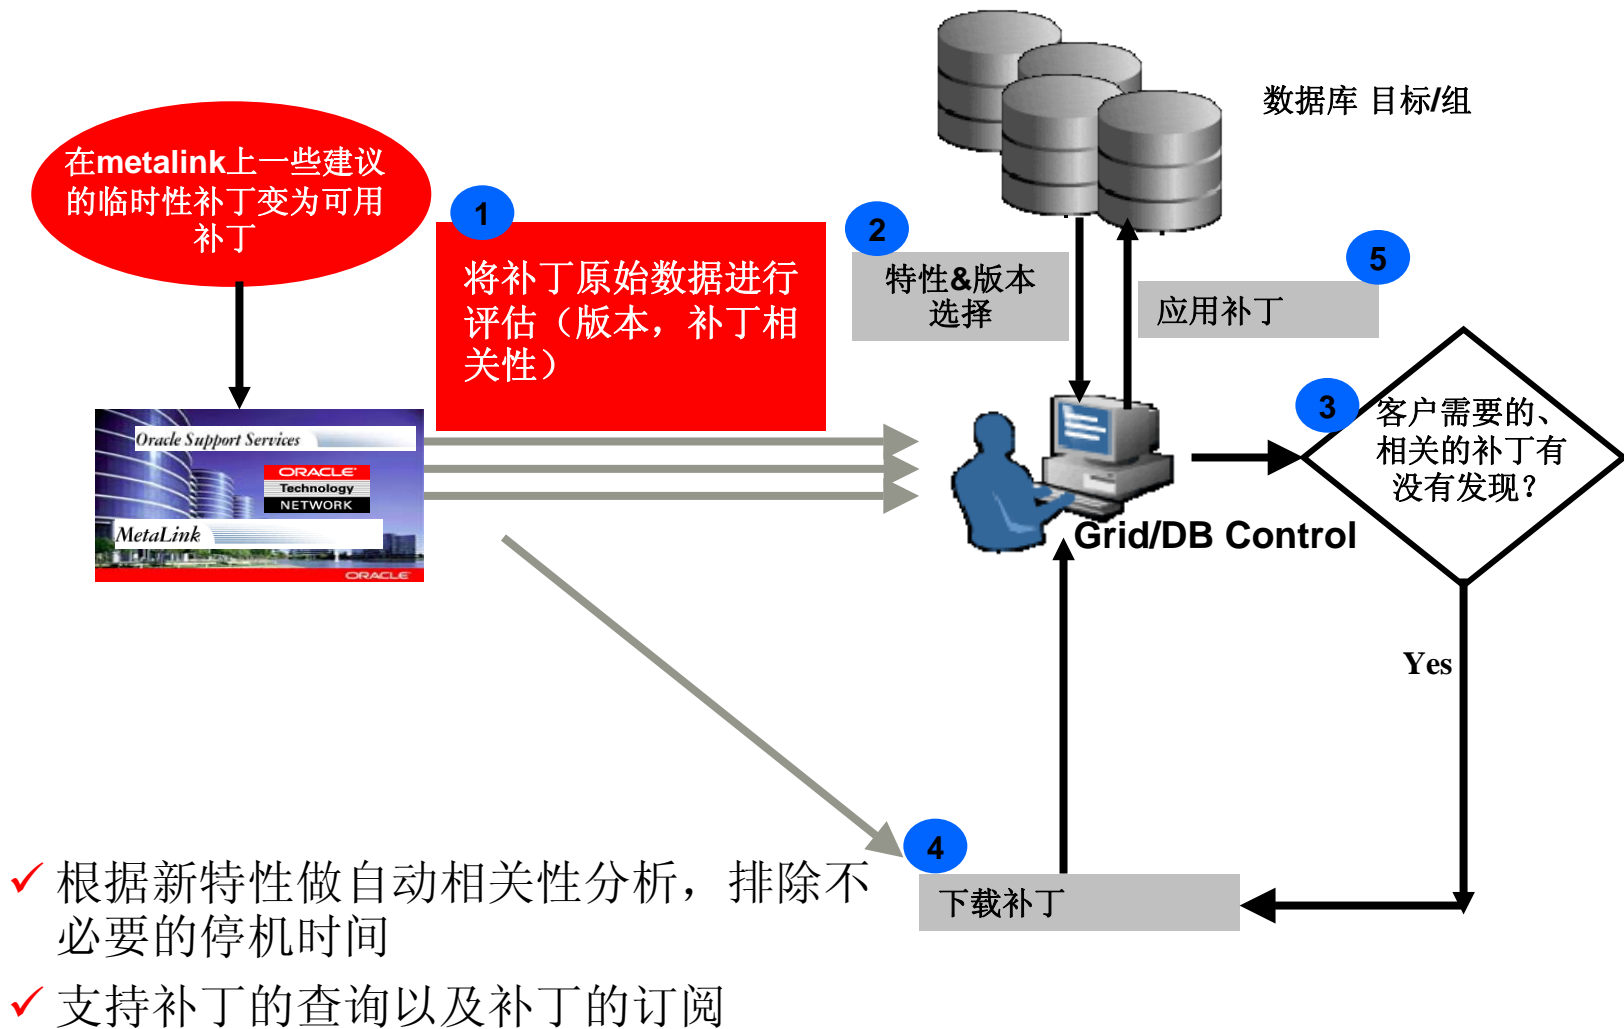 数据库 目标/组
在metalink上一些建议
的临时性补丁变为可用
补丁
1
将补丁原始数据进行
评估（版本，补丁相
关性）
2
特性&版本
选择
5
应用补丁
3
客户需要的、
相关的补丁有
没有发现？
Oracle Support Services
ORACLE
Technology
NETWORK
MetaLink
ORACLE
Grid/DB Control
Yes
4
下载补丁
✓ 根据新特性做自动相关性分析，排除不
必要的停机时间
✓ 支持补丁的查询以及补丁的订阅